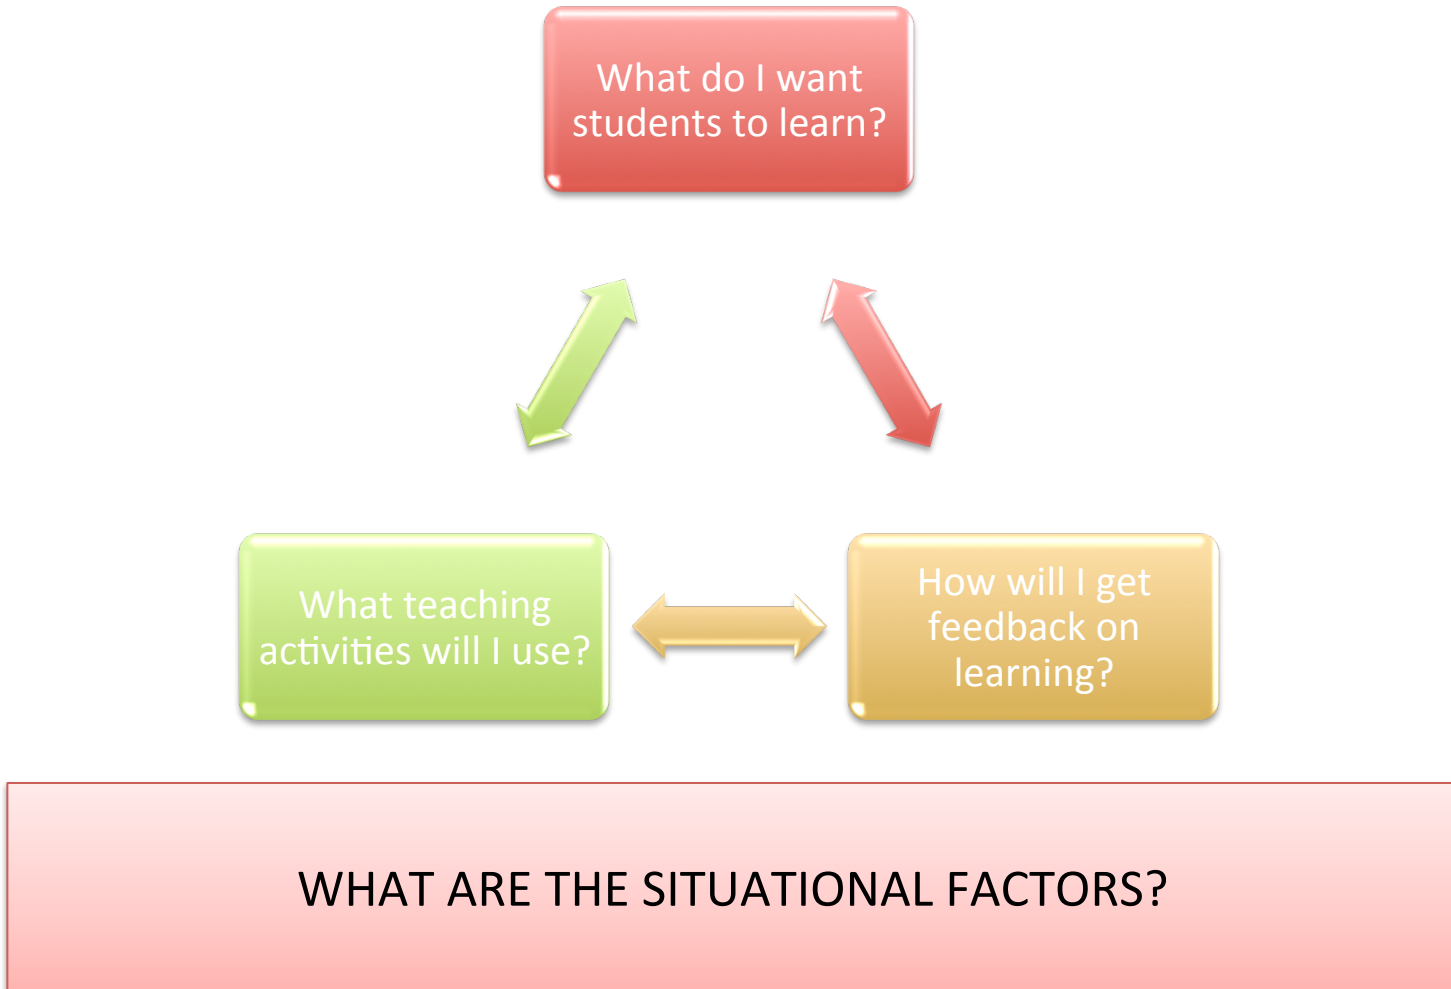 What do I want
students to learn?
What teaching
activities will I use?
How will I get
feedback on
learning?
WHAT ARE THE SITUATIONAL FACTORS?